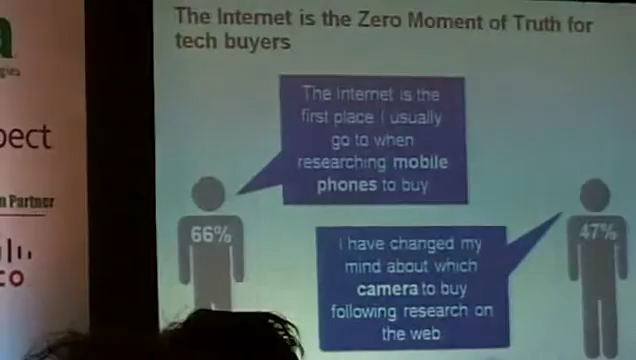 The Internet is the Zero Moment of Truth for
tech buyers
The Internet is the
first place I usually
go to when
researching mobile
phones to buy
66%
I have changed my
mind about which
camera to buy
following research on
the web
47%
Partner